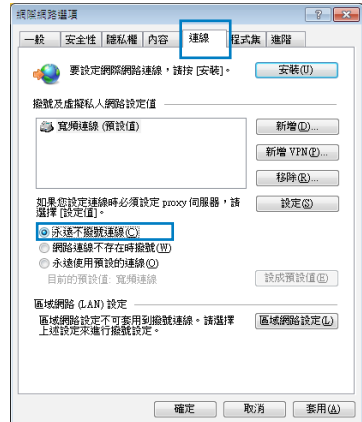 網際網路選項
一般 安全性 隱私權 內容 連線 程式集 進階
要設定網際網路連線，請按 [安裝]。 安裝(U)
撥號及虛擬私人網路設定值
寬頻連線 (預設值) 新增(D)...
新增 VPN(P)...
移除(R)...
如果您設定連線時必須設定 proxy 伺服器，請 設定(S)
選擇 [設定值]。
永遠不撥號連線(C)
網路連線不存在時撥號(W)
永遠使用預設的連線(O)
目前的預設值: 寬頻連線 設成預設值(E)
區域網路 (LAN) 設定
區域網路設定不可套用到撥號連線。請選擇 區域網路設定(L)
上述設定來進行撥號設定。
確定 取消 套用(A)